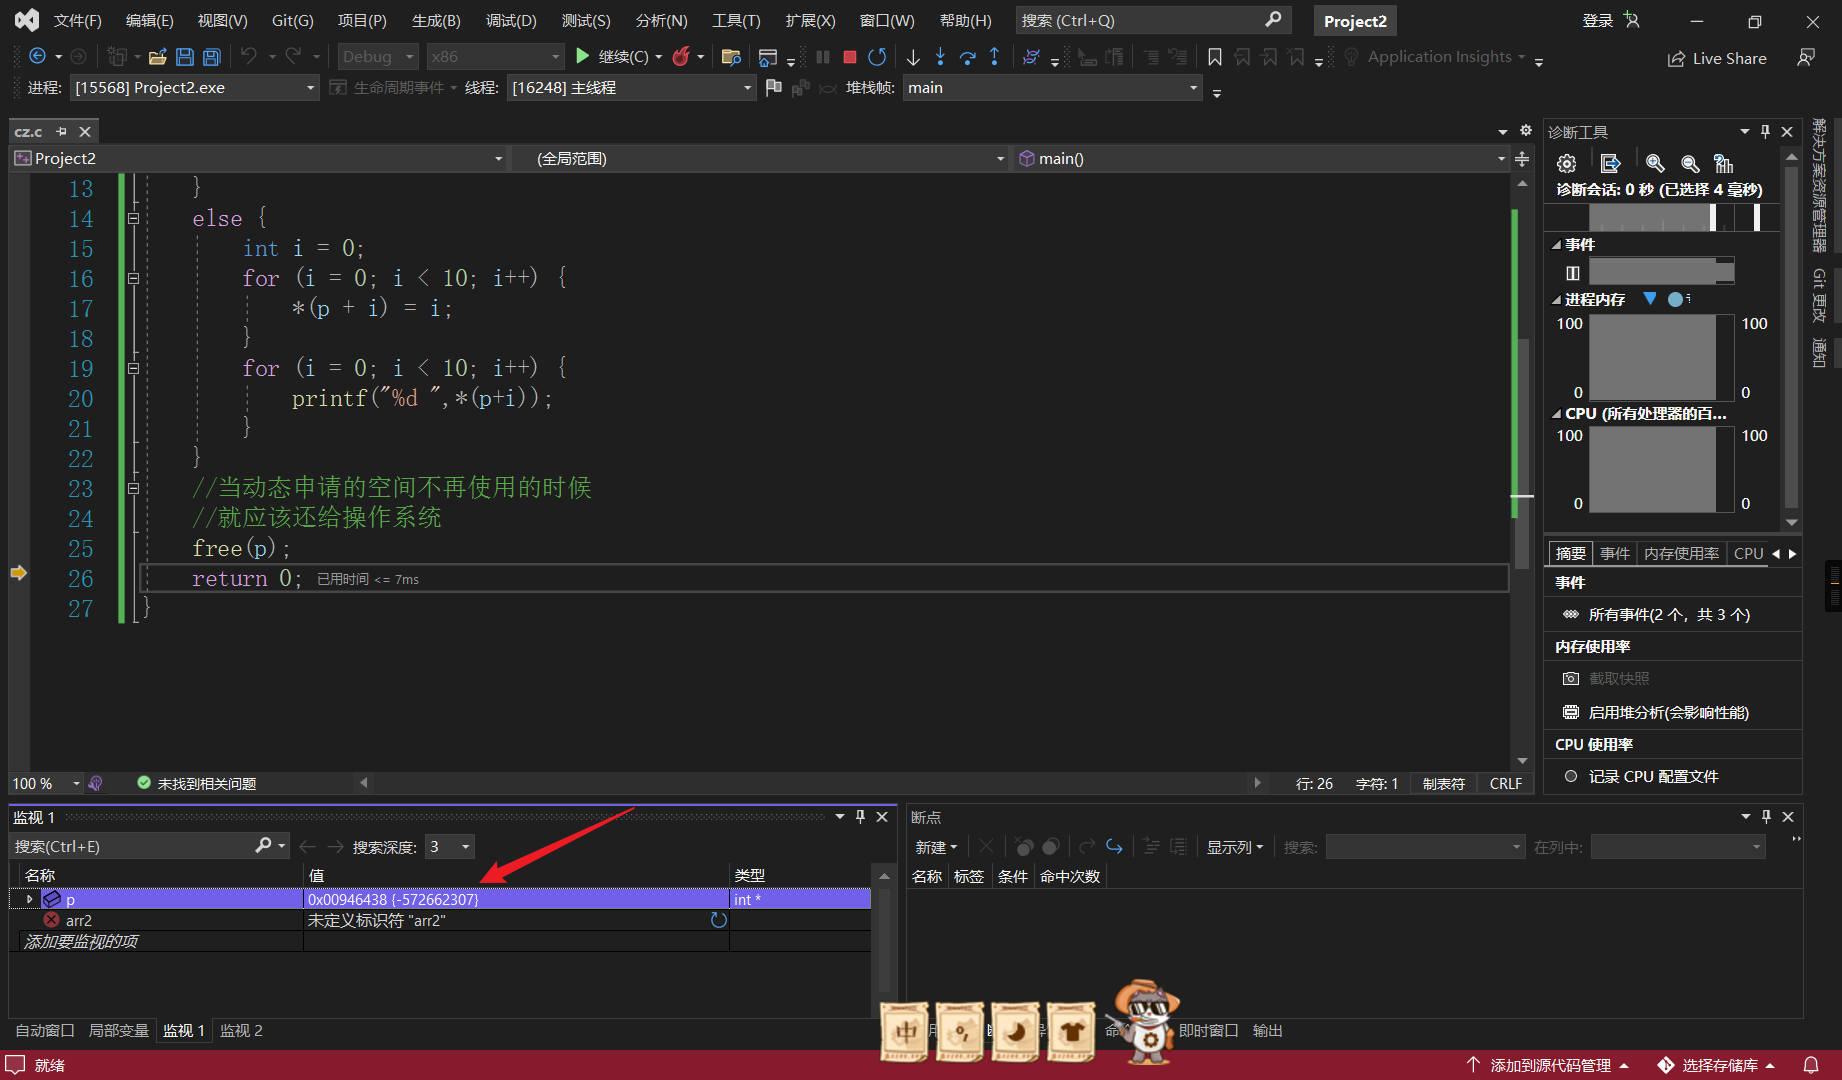 文件(F) 编辑(E) 视图(V) Git(G) 项目(P) 生成(B) 调试(D) 测试(S) 分析(N) 工具(T) 扩展(X) 窗口(W) 帮助(H) 搜索 (Ctrl+Q) Project2 登录
Debug x86 继续(C) Application Insights Live Share
进程: [15568] Project2.exe 生命周期事件 线程: [16248] 主线程 堆栈帧: main
cz.c
Project2 (全局范围) main()
13 }
14 else {
15 int i = 0;
16 for (i = 0; i < 10; i++) {
17 *(p + i) = i;
18 }
19 for (i = 0; i < 10; i++) {
20 printf("%d ",*(p+i));
21 }
22 }
23 //当动态申请的空间不再使用的时候
24 //就应该还给操作系统
25 free(p);
26 return 0; 已用时间 <= 7ms
27 }
100 % 未找到相关问题 行: 26 字符: 1 制表符 CRLF
诊断工具
诊断会话: 0 秒 (已选择 4 毫秒)
事件
进程内存
100 100
0 0
CPU (所有处理器的百...
100 100
0 0
摘要 事件 内存使用率 CPU
事件
所有事件(2 个，共 3 个)
内存使用率
截取快照
启用堆分析(会影响性能)
CPU 使用率
记录 CPU 配置文件
解决方案资源管理器
Git 更改
通知
监视 1
搜索(Ctrl+E) 搜索深度: 3
名称 值 类型
p 0x00946438 {-572662307} int *
arr2 未定义标识符 "arr2"
添加要监视的项
自动窗口 局部变量 监视 1 监视 2
断点
新建 显示列 搜索: 在列中:
名称 标签 条件 命中次数
中
即时窗口 输出
就绪 添加到源代码管理 选择存储库